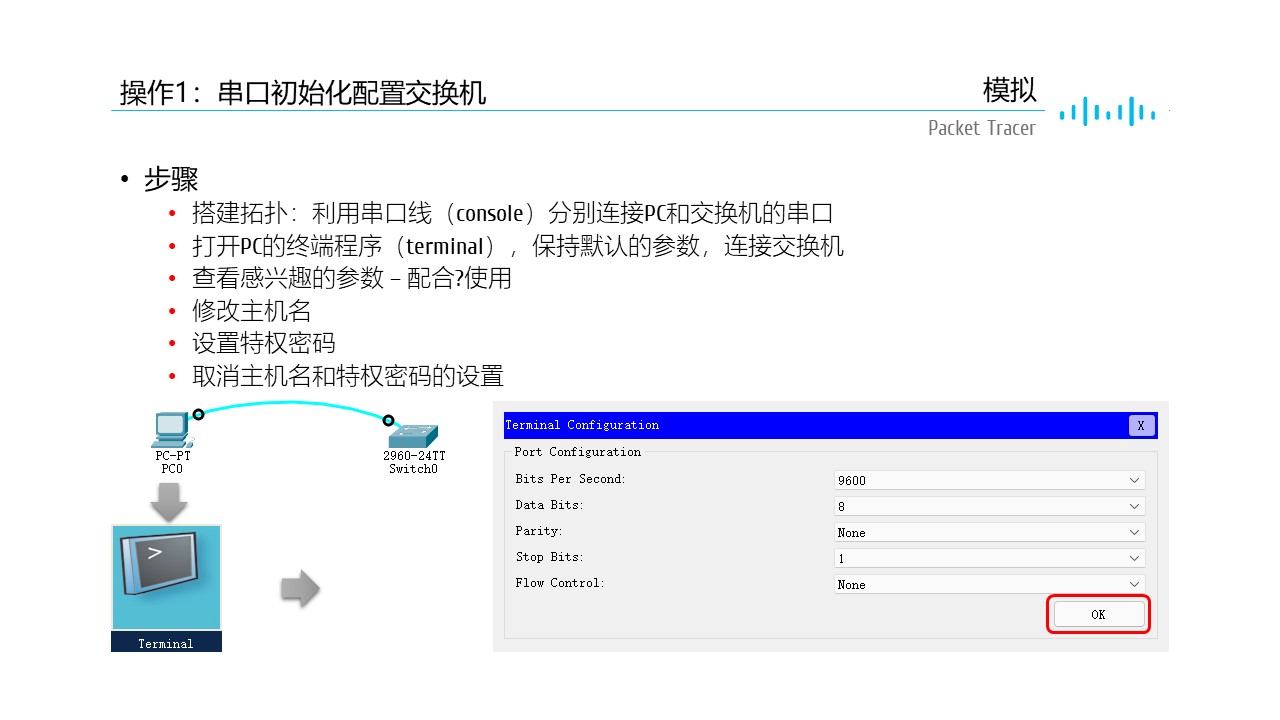 操作1：串口初始化配置交换机
模拟
Packet Tracer
• 步骤
• 搭建拓扑：利用串口线（console）分别连接PC和交换机的串口
• 打开PC的终端程序（terminal），保持默认的参数，连接交换机
• 查看感兴趣的参数 – 配合?使用
• 修改主机名
• 设置特权密码
• 取消主机名和特权密码的设置
PC-PT
PC0
2960-24TT
Switch0
>
Terminal
Terminal Configuration
X
Port Configuration
Bits Per Second: 9600
Data Bits: 8
Parity: None
Stop Bits: 1
Flow Control: None
OK